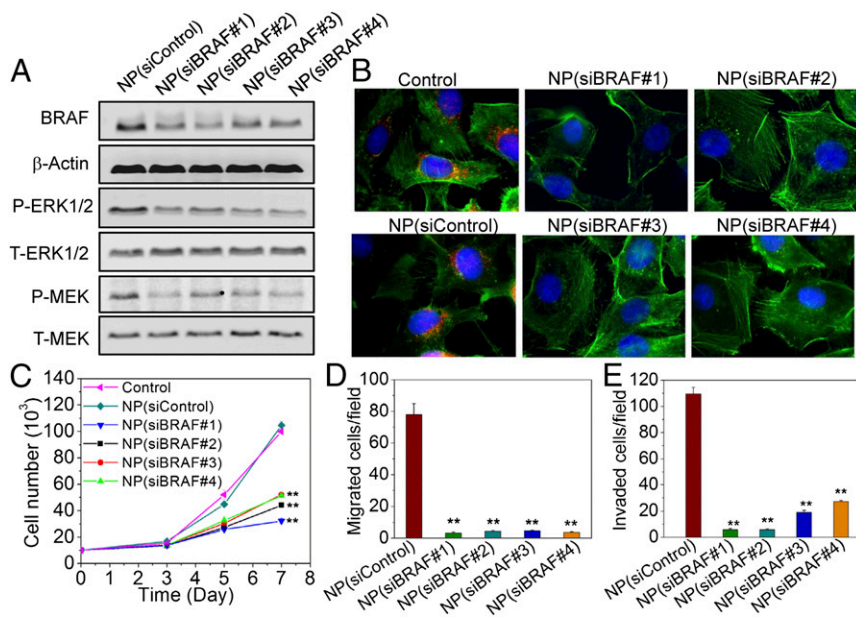 A
NP(siControl)
NP(siBRAF#1)
NP(siBRAF#2)
NP(siBRAF#3)
NP(siBRAF#4)
BRAF
β-Actin
P-ERK1/2
T-ERK1/2
P-MEK
T-MEK
B
Control
NP(siBRAF#1)
NP(siBRAF#2)
NP(siControl)
NP(siBRAF#3)
NP(siBRAF#4)
C
Cell number (10³)
140
120
100
80
60
40
20
0
Control
NP(siControl)
NP(siBRAF#1)
NP(siBRAF#2)
NP(siBRAF#3)
NP(siBRAF#4)
**
**
**
0 1 2 3 4 5 6 7 8
Time (Day)
D
Migrated cells/field
100
80
60
40
20
0
** ** ** **
NP(siControl)
NP(siBRAF#1)
NP(siBRAF#2)
NP(siBRAF#3)
NP(siBRAF#4)
E
Invaded cells/field
120
100
80
60
40
20
0
** ** ** **
NP(siControl)
NP(siBRAF#1)
NP(siBRAF#2)
NP(siBRAF#3)
NP(siBRAF#4)